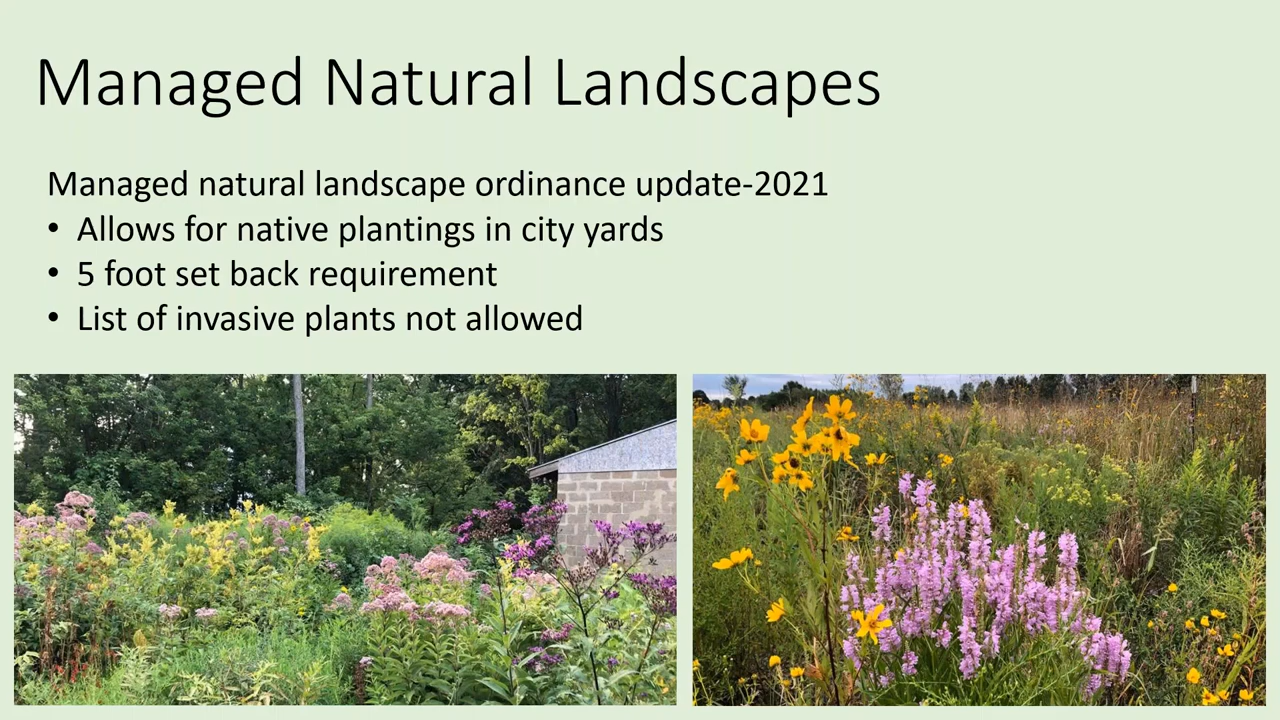 Managed Natural Landscapes
Managed natural landscape ordinance update-2021
• Allows for native plantings in city yards
• 5 foot set back requirement
• List of invasive plants not allowed